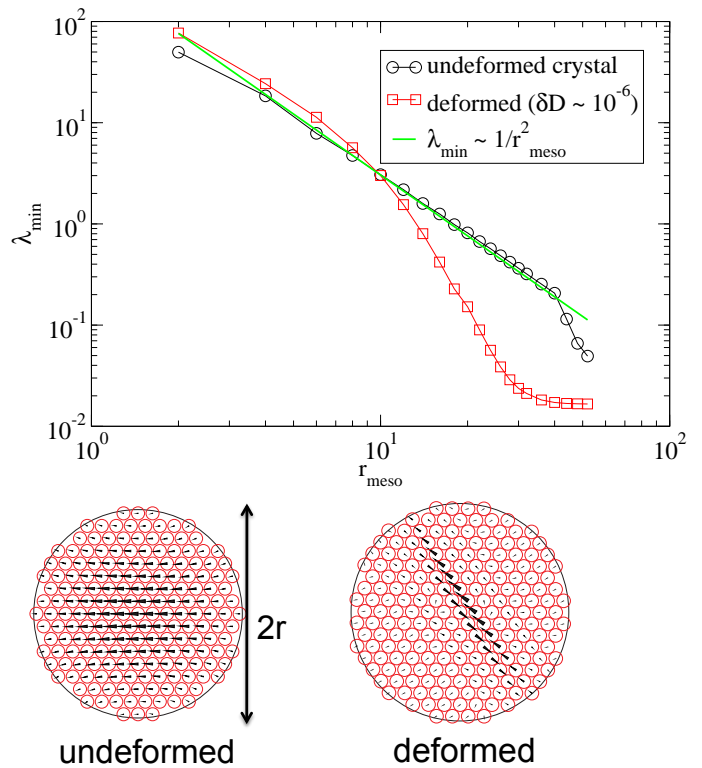 10^2
10^1
10^0
10^-1
10^-2
λ_min
undeformed crystal
deformed (δD ~ 10^-6)
λ_min ~ 1/r^2_meso
10^0 10^1 10^2
r_meso
2r
undeformed deformed